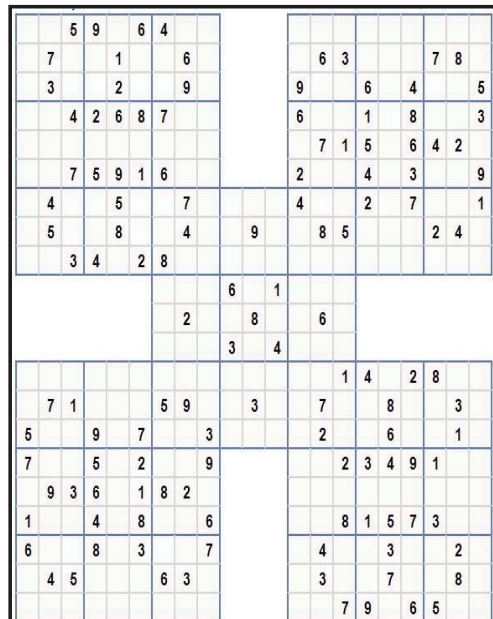 5 9 6 4
7 1 6 6 3 7 8
3 2 9 9 6 4 5
4 2 6 8 7 6 1 8 3
7 1 5 6 4 2
7 5 9 1 6 2 4 3 9
4 5 7 4 2 7 1
5 8 4 9 8 5 2 4
3 4 2 8
6 1
2 8 6
3 4
1 4 2 8
7 1 5 9 3 7 8 3
5 9 7 3 2 6 1
7 5 2 9 2 3 4 9 1
9 3 6 1 8 2
1 4 8 6 8 1 5 7 3
6 8 3 7 4 3 2
4 5 6 3 3 7 8
7 9 6 5